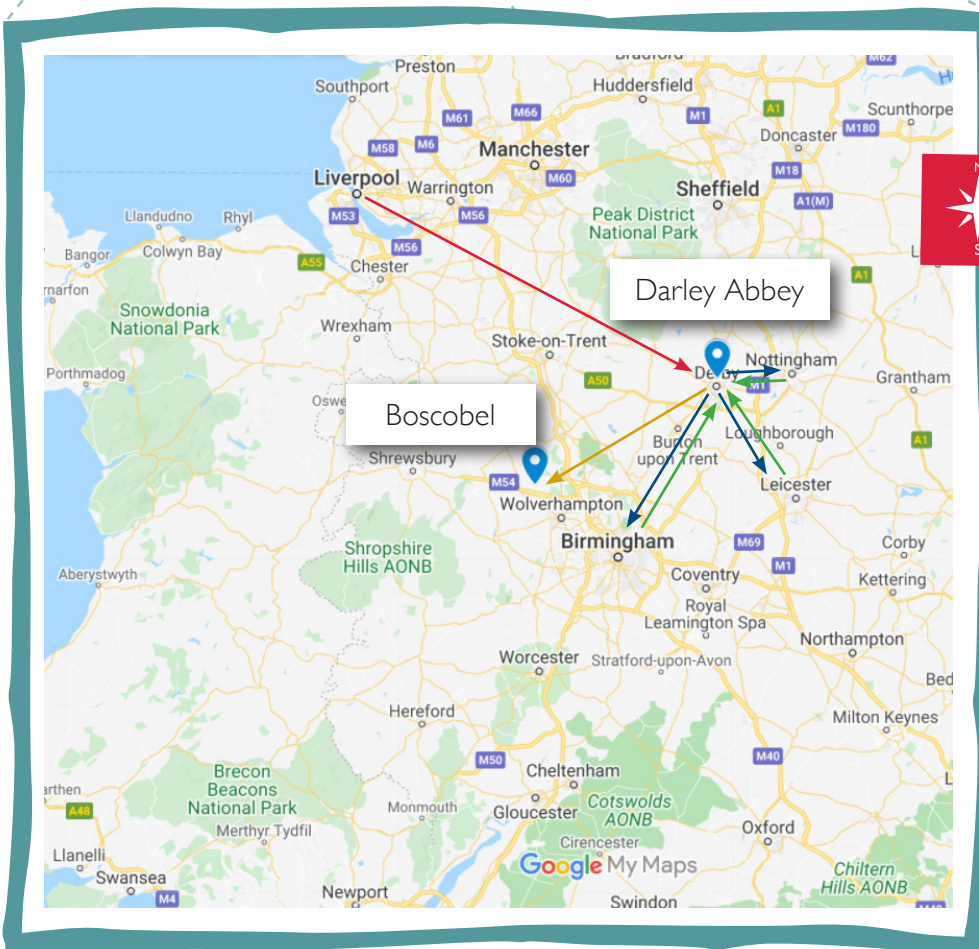 Preston
Bradford
M62
Southport
Huddersfield
M61
M66
M1
A1
Scunthorpe
Doncaster
M180
M58
M6
Manchester
M60
M18
Liverpool
Warrington
Sheffield
A1(M)
M53
M56
Llandudno
Rhyl
Peak District
National Park
Bangor
Colwyn Bay
M56
A55
Chester
A1
Darley Abbey
Snowdonia
National Park
Wrexham
Stoke-on-Trent
Nottingham
Porthmadog
A50
Derby
M1
Grantham
Boscobel
Burton
upon Trent
Loughborough
A1
Shrewsbury
M54
Leicester
Wolverhampton
Birmingham
M69
Corby
Shropshire
Hills AONB
M1
Aberystwyth
Coventry
Kettering
Royal
Leamington Spa
Northampton
Worcester
Stratford-upon-Avon
Hereford
Milton Keynes
M50
M40
Brecon
Beacons
National Park
Cheltenham
Cotswolds
AONB
A48
Monmouth
Gloucester
Merthyr Tydfil
Oxford
Cirencester
Llanelli
Google My Maps
Chiltern
Hills AONB
Swansea
M4
Newport
Swindon